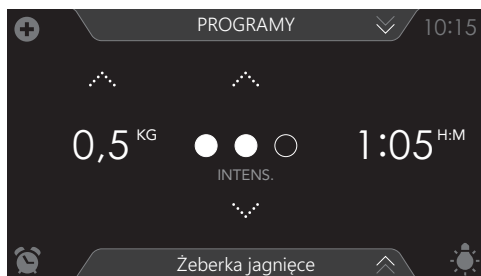 PROGRAMY
10:15
0,5 KG
INTENS.
1:05 H:M
Żeberka jagnięce